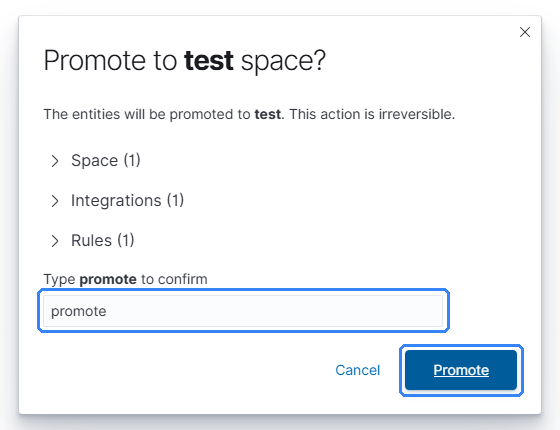 Promote to test space?
The entities will be promoted to test. This action is irreversible.
Space (1)
Integrations (1)
Rules (1)
Type promote to confirm
promote
Cancel
Promote